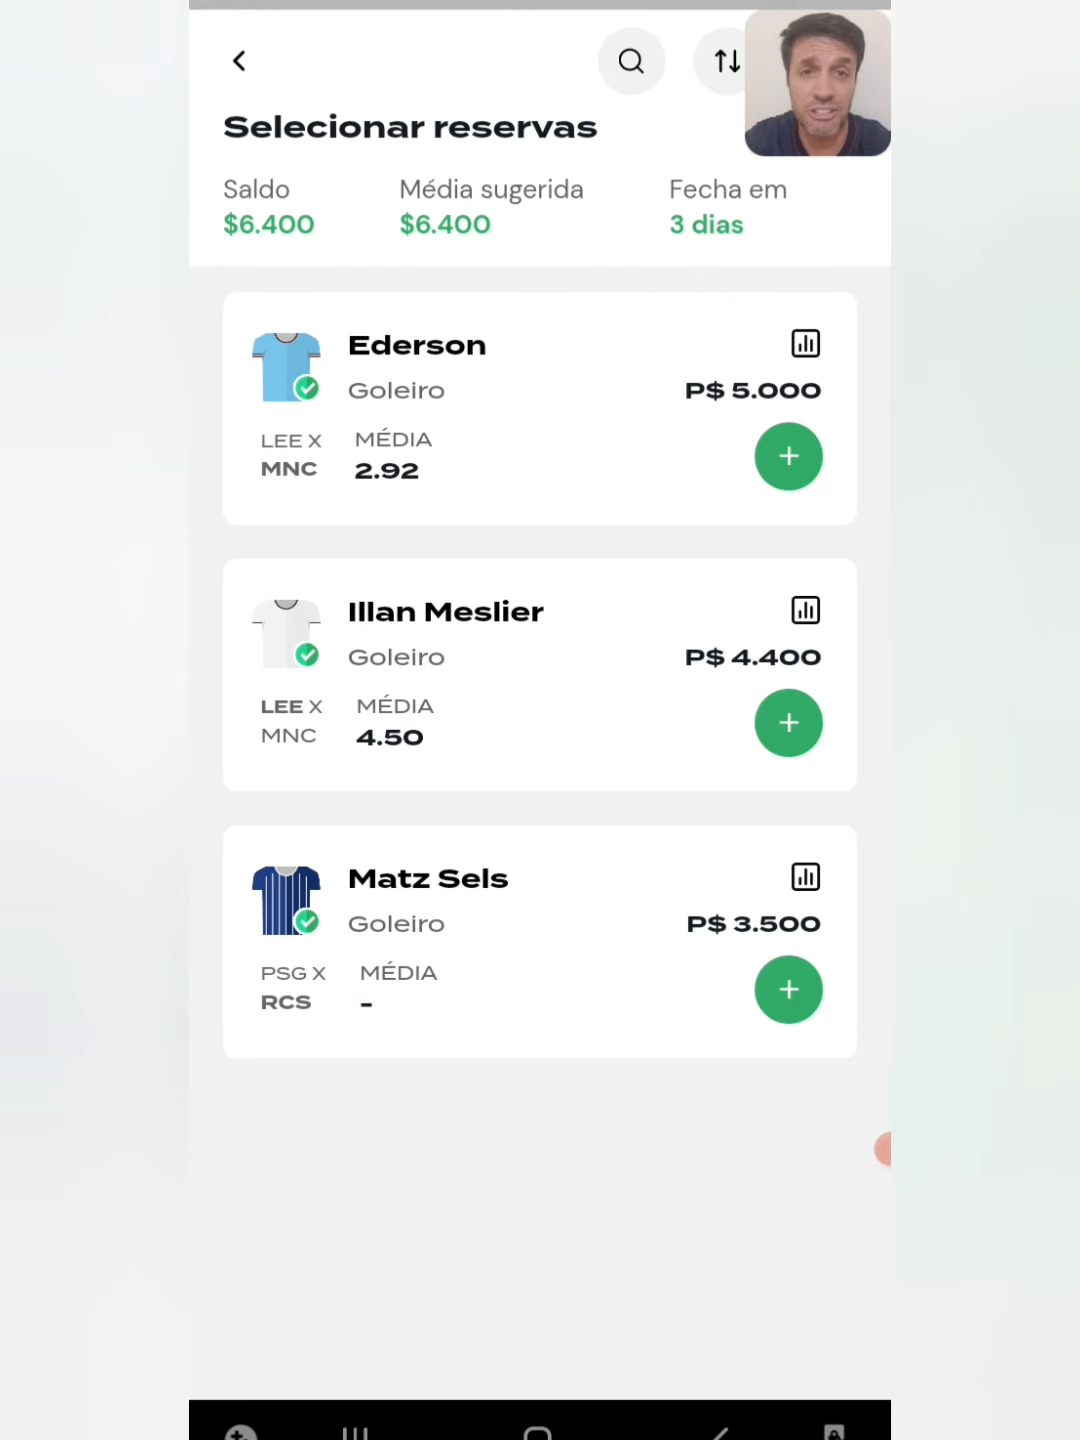 Selecionar reservas
Saldo
$6.400
Média sugerida
$6.400
Fecha em
3 dias
Ederson
Goleiro
P$ 5.000
LEE X
MNC
MÉDIA
2.92
+
Illan Meslier
Goleiro
P$ 4.400
LEE X
MNC
MÉDIA
4.50
+
Matz Sels
Goleiro
P$ 3.500
PSG X
RCS
MÉDIA
-
+